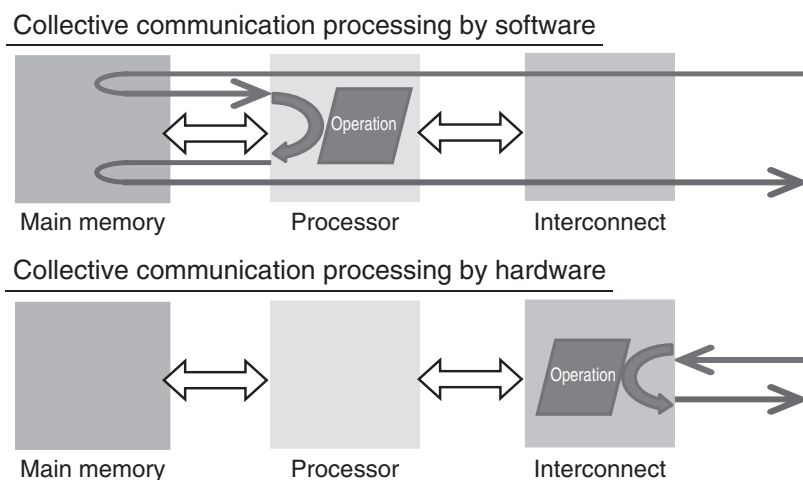 Collective communication processing by software
Operation
Main memory Processor Interconnect
Collective communication processing by hardware
Operation
Main memory Processor Interconnect